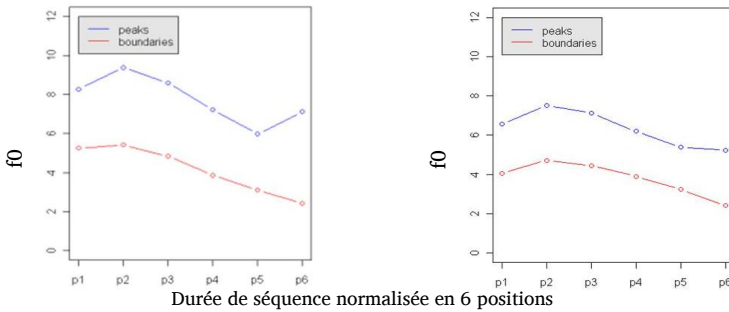 peaks
boundaries
12
10
8
6
4
2
0
f0
p1 p2 p3 p4 p5 p6
peaks
boundaries
12
10
8
6
4
2
0
f0
p1 p2 p3 p4 p5 p6
Durée de séquence normalisée en 6 positions